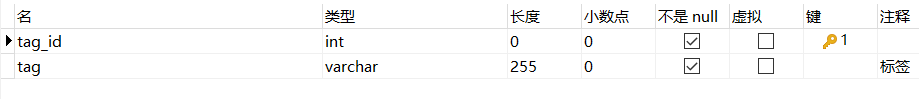 名 类型 长度 小数点 不是 null 虚拟 键 注释
tag_id int 0 0 1
tag varchar 255 0 标签